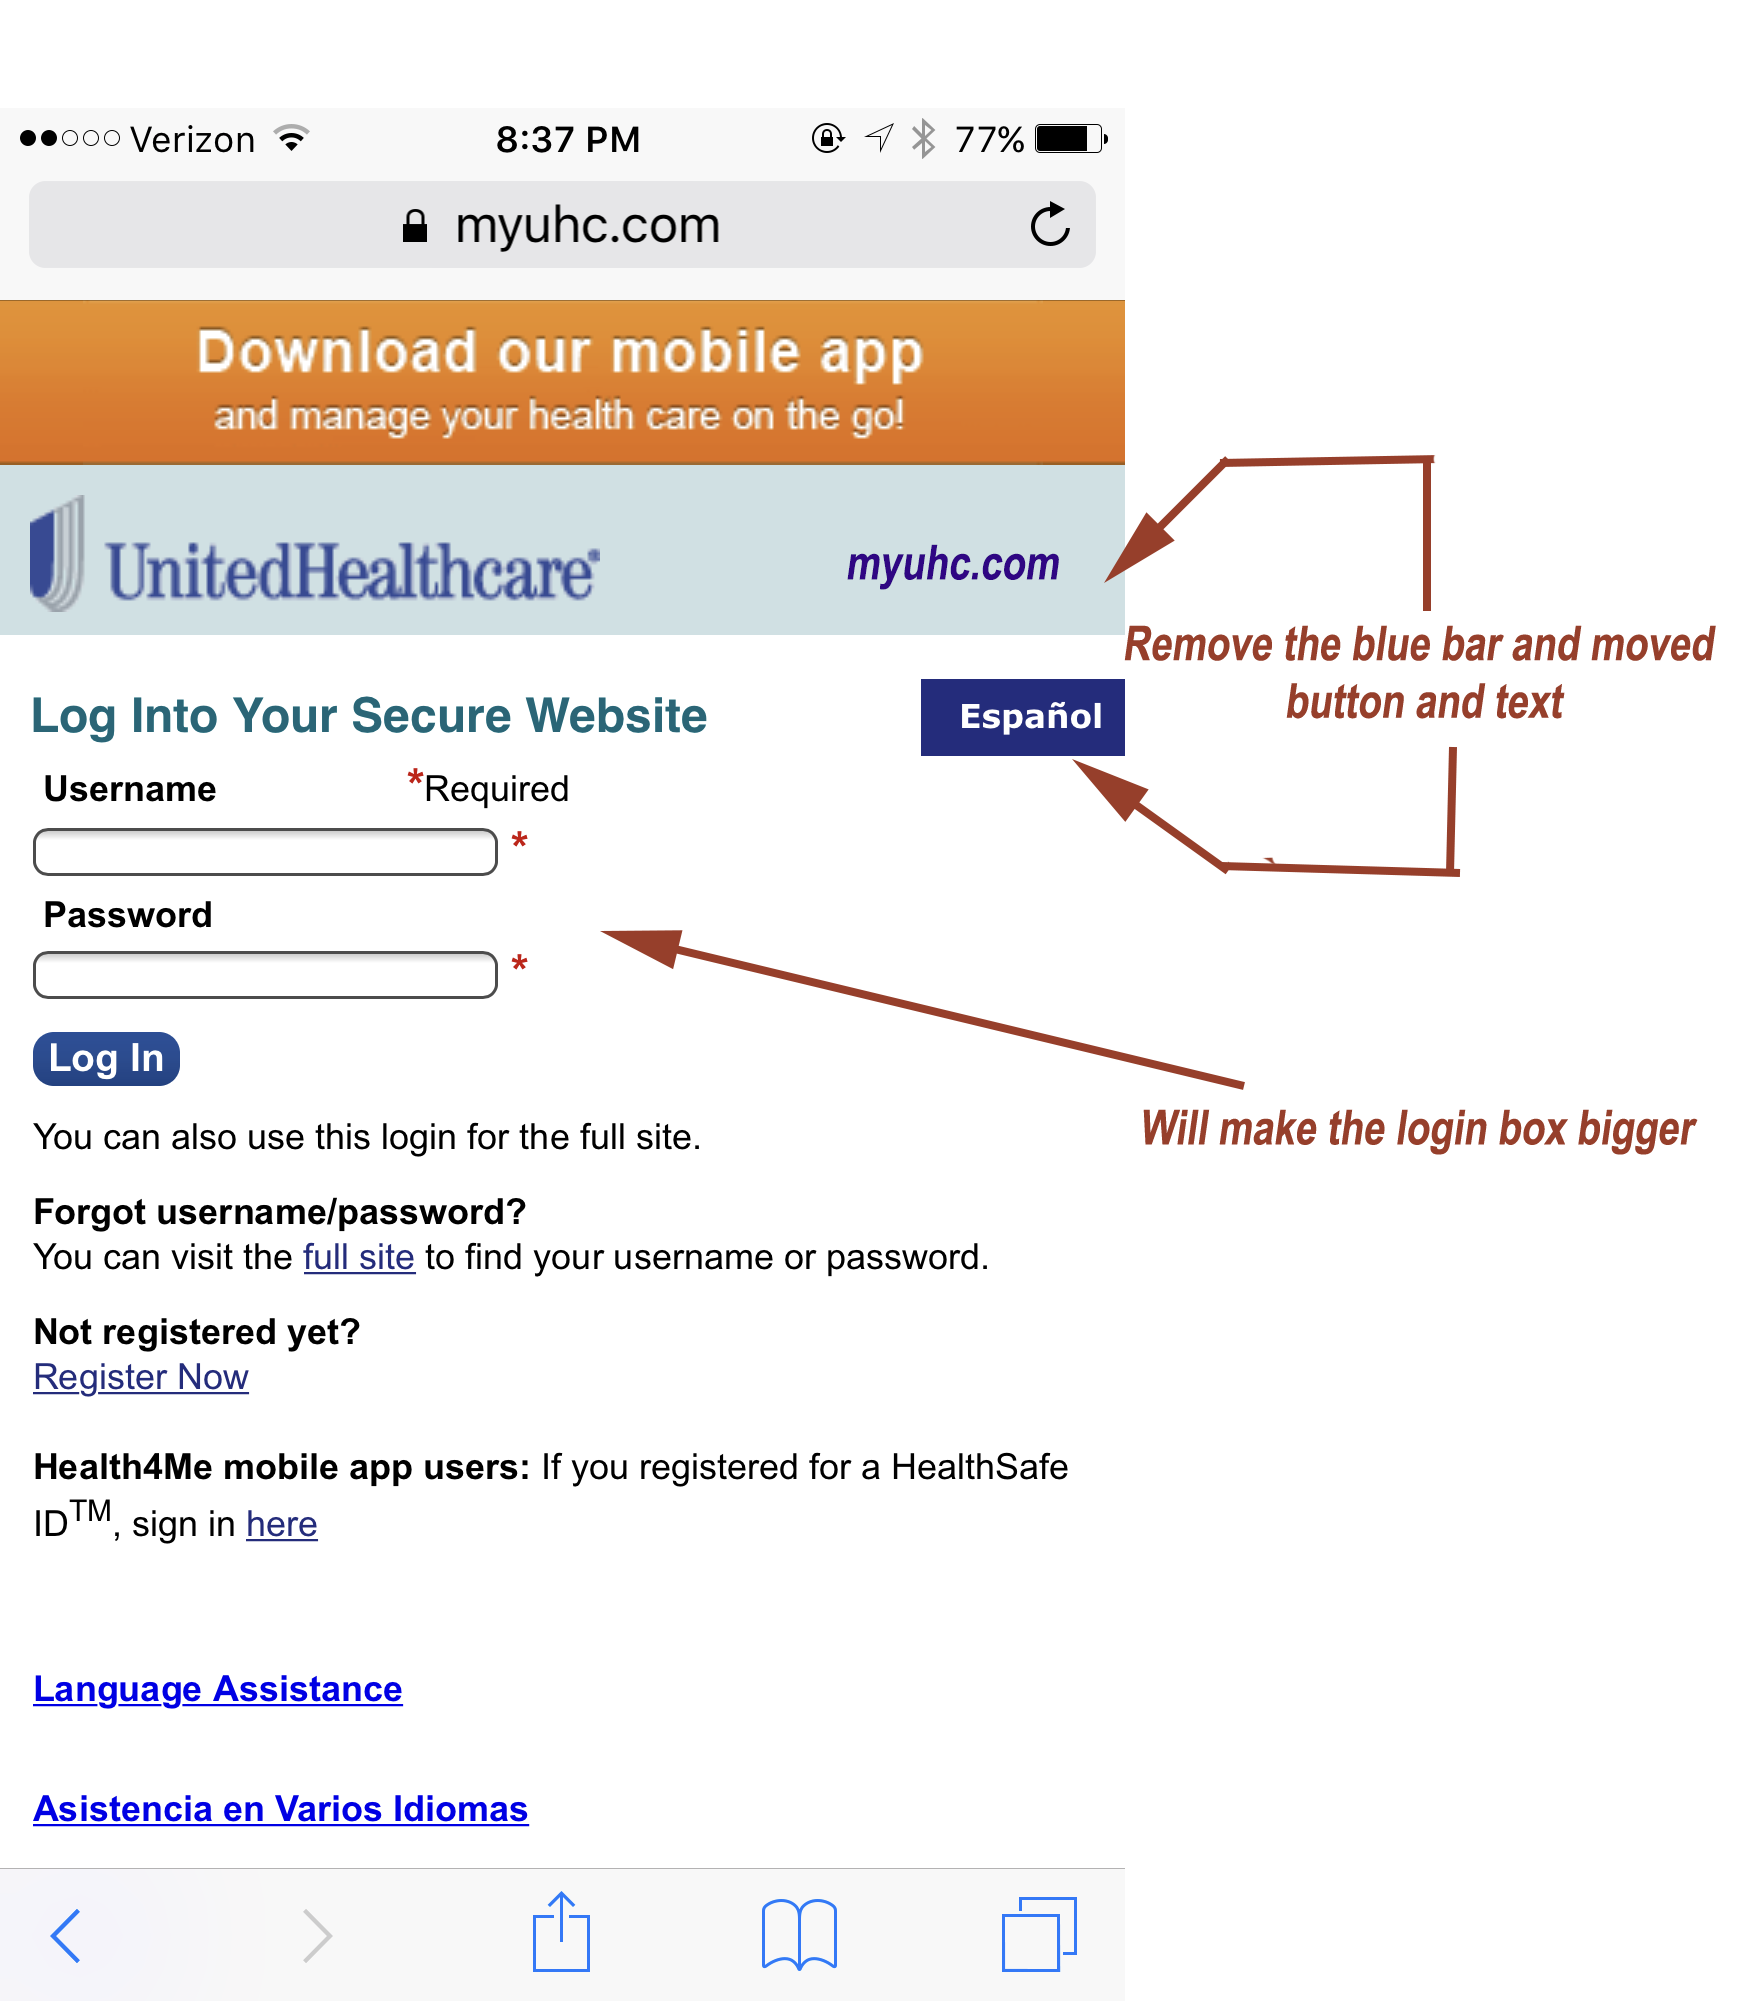 Verizon 8:37 PM 77%
myuhc.com
Download our mobile app
and manage your health care on the go!
UnitedHealthcare® myuhc.com
Remove the blue bar and moved
button and text
Log Into Your Secure Website Español
Username *Required
*
Password
*
Log In
Will make the login box bigger
You can also use this login for the full site.
Forgot username/password?
You can visit the full site to find your username or password.
Not registered yet?
Register Now
Health4Me mobile app users: If you registered for a HealthSafe
ID™, sign in here
Language Assistance
Asistencia en Varios Idiomas